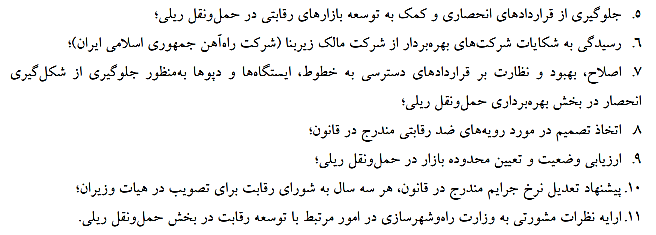 ۵. جلوگیری از قراردادهای انحصاری و کمک به توسعه بازارهای رقابتی در حمل‌ونقل ریلی؛
۶. رسیدگی به شکایات شرکت‌های بهره‌بردار از شرکت مالک زیربنا (شرکت راه‌آهن جمهوری اسلامی ایران)؛
۷. اصلاح، بهبود و نظارت بر قراردادهای دسترسی به خطوط، ایستگاه‌ها و دپوها به‌منظور جلوگیری از شکل‌گیری
انحصار در بخش بهره‌برداری حمل‌ونقل ریلی؛
۸. اتخاذ تصمیم در مورد رویه‌های ضد رقابتی مندرج در قانون؛
۹. ارزیابی وضعیت و تعیین محدوده بازار در حمل‌ونقل ریلی؛
۱۰. پیشنهاد تعدیل نرخ جرایم مندرج در قانون، هر سه سال به شورای رقابت برای تصویب در هیات وزیران؛
۱۱. ارایه نظرات مشورتی به وزارت راه‌وشهرسازی در امور مرتبط با توسعه رقابت در بخش حمل‌ونقل ریلی.